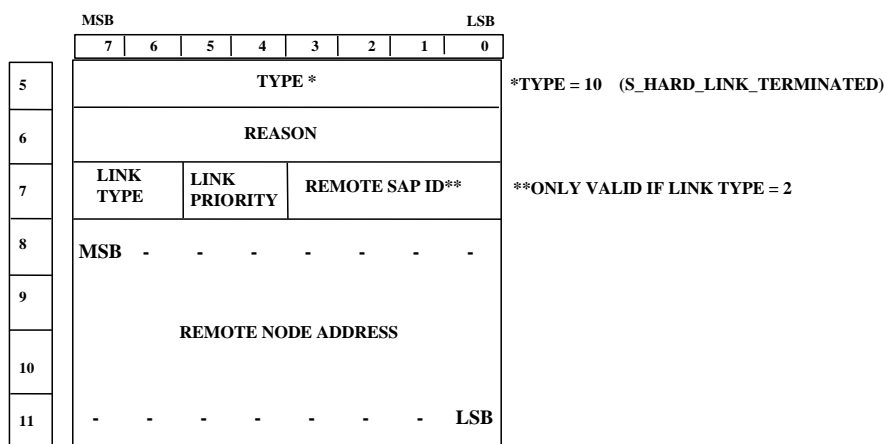 MSB LSB
7 6 5 4 3 2 1 0
5 TYPE * *TYPE = 10 (S_HARD_LINK_TERMINATED)
6 REASON
7 LINK TYPE LINK PRIORITY REMOTE SAP ID** **ONLY VALID IF LINK TYPE = 2
8 MSB - - - - - - -
9
REMOTE NODE ADDRESS
10
11 - - - - - - - LSB